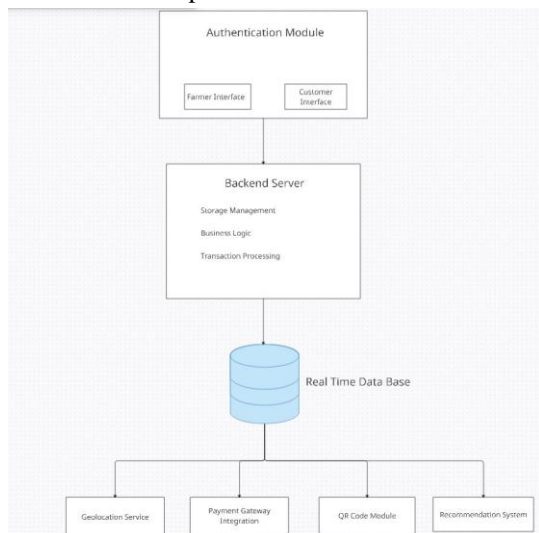 Authentication Module
Farmer Interface
Customer
Interface
Backend Server
Storage Management
Business Logic
Transaction Processing
Real Time Data Base
Geolocation Service
Payment Gateway
Integration
QR Code Module
Recommendation System